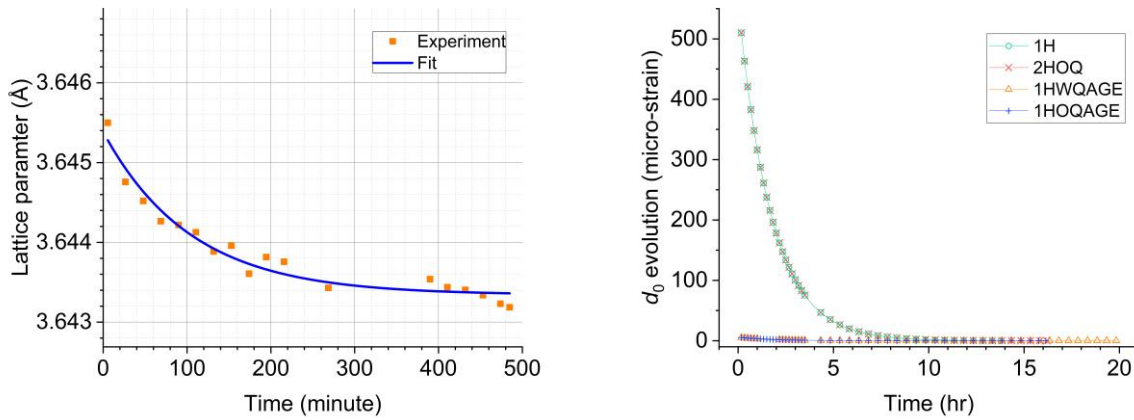 Lattice paramter (Å)
3.646
3.645
3.644
3.643
0 100 200 300 400 500
Time (minute)
Experiment
Fit
d₀ evolution (micro-strain)
500
400
300
200
100
0
0 5 10 15 20
Time (hr)
1H
2HOQ
1HWQAGE
1HOQAGE